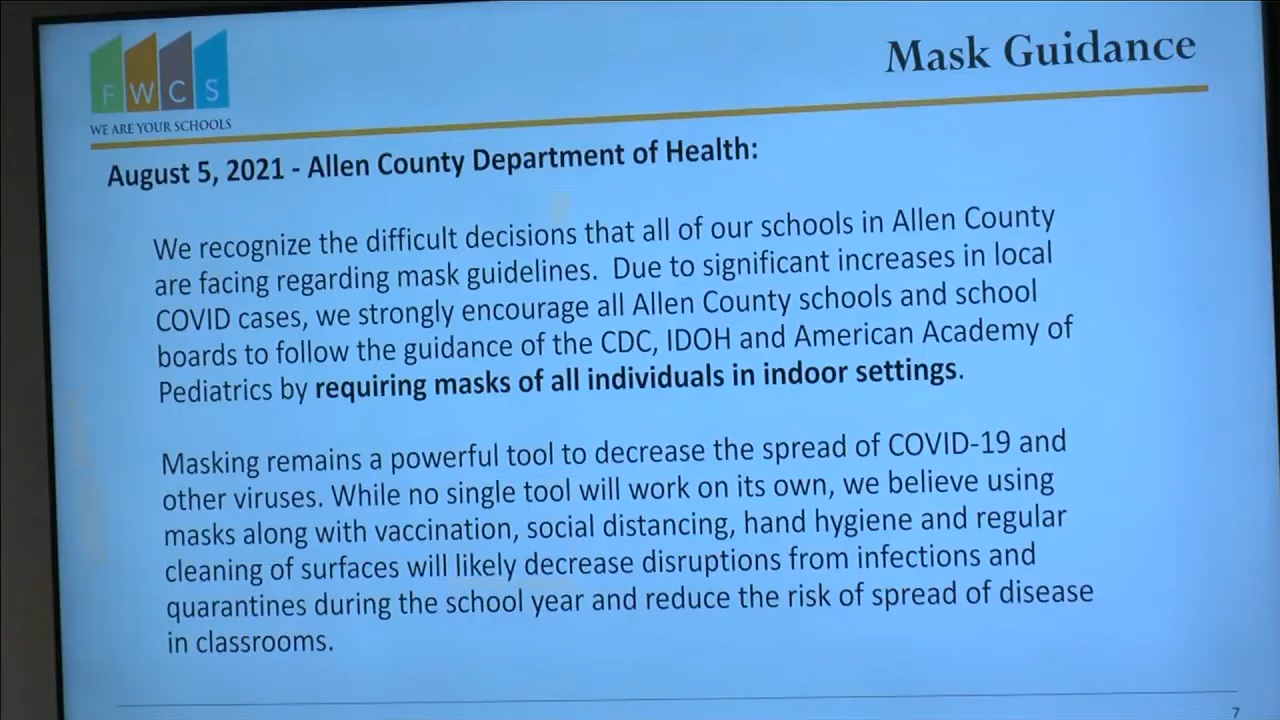 FWCS
WE ARE YOUR SCHOOLS
Mask Guidance
August 5, 2021 - Allen County Department of Health:
We recognize the difficult decisions that all of our schools in Allen County
are facing regarding mask guidelines. Due to significant increases in local
COVID cases, we strongly encourage all Allen County schools and school
boards to follow the guidance of the CDC, IDOH and American Academy of
Pediatrics by requiring masks of all individuals in indoor settings.
Masking remains a powerful tool to decrease the spread of COVID-19 and
other viruses. While no single tool will work on its own, we believe using
masks along with vaccination, social distancing, hand hygiene and regular
cleaning of surfaces will likely decrease disruptions from infections and
quarantines during the school year and reduce the risk of spread of disease
in classrooms.
7